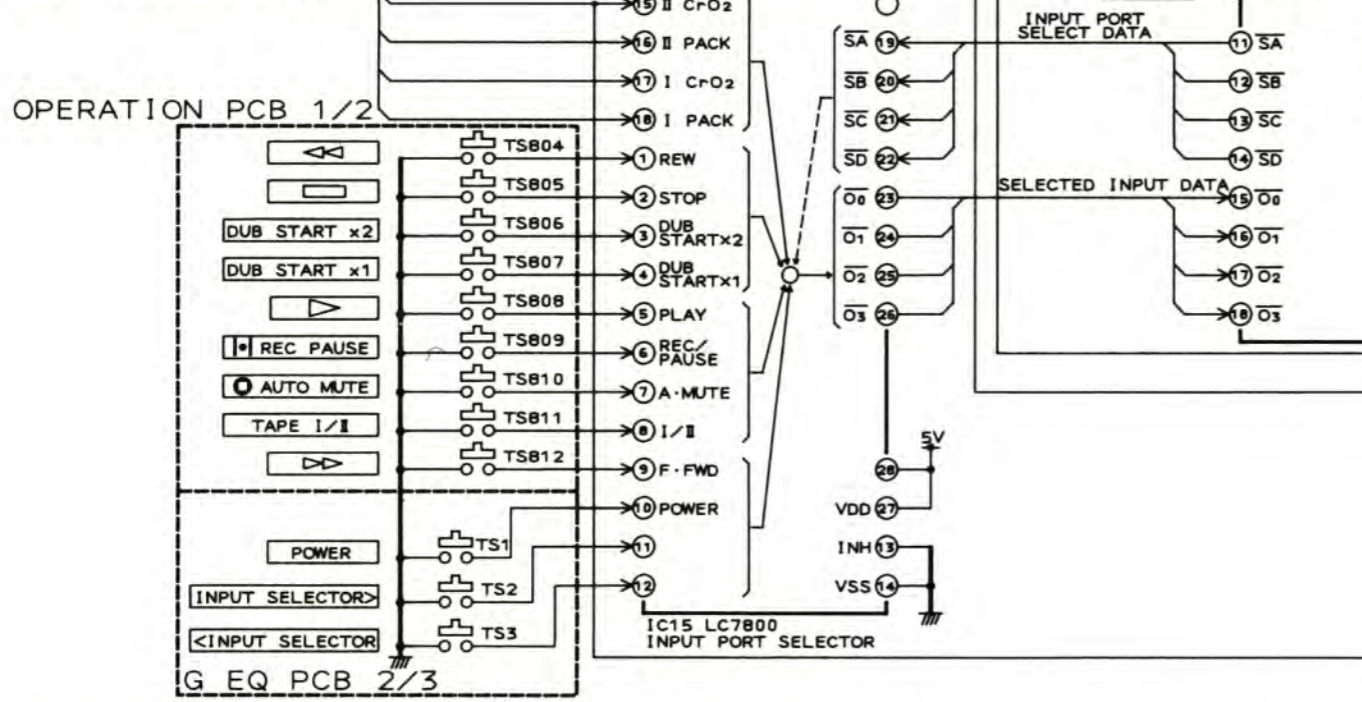 15 II CrO2
16 II PACK
17 I CrO2
18 I PACK
SA 19
SB 20
SC 21
SD 22
INPUT PORT
SELECT DATA
11 SA
12 SB
13 SC
14 SD
OPERATION PCB 1/2
TS804 1 REW
TS805 2 STOP
DUB START x2 TS806 3 DUB STARTx2
DUB START x1 TS807 4 DUB STARTx1
TS808 5 PLAY
REC PAUSE TS809 6 REC/PAUSE
AUTO MUTE TS810 7 A·MUTE
TAPE I/II TS811 8 I/II
TS812 9 F·FWD
O0 23
O1 24
O2 25
O3 26
SELECTED INPUT DATA
15 O0
16 O1
17 O2
18 O3
5V
28
VDD 27
INH 13
VSS 14
POWER TS1 10 POWER
INPUT SELECTOR> TS2 11
<INPUT SELECTOR TS3 12
IC15 LC7800
INPUT PORT SELECTOR
G EQ PCB 2/3